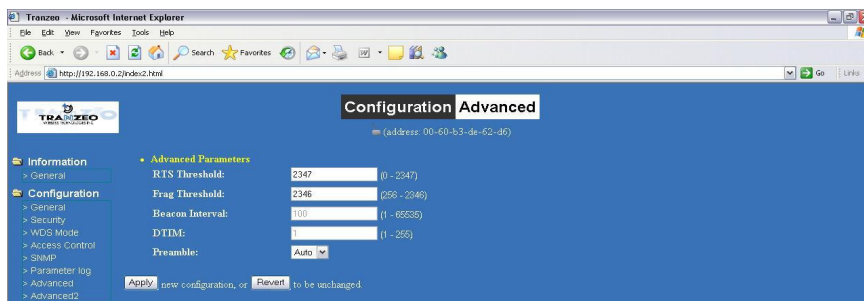 Tranzeo - Microsoft Internet Explorer
File Edit View Favorites Tools Help
Back Search Favorites
Address http://192.168.0.2/index2.html Go Links
TRANZEO
Configuration Advanced
(address: 00-60-b3-de-62-d6)
Information
> General
Configuration
> General
> Security
> WDS Mode
> Access Control
> SNMP
> Parameter log
> Advanced
> Advanced2
• Advanced Parameters
RTS Threshold: 2347 (0 - 2347)
Frag Threshold: 2346 (256 - 2346)
Beacon Interval: 100 (1 - 65535)
DTIM: 1 (1 - 255)
Preamble: Auto
Apply new configuration, or Revert to be unchanged